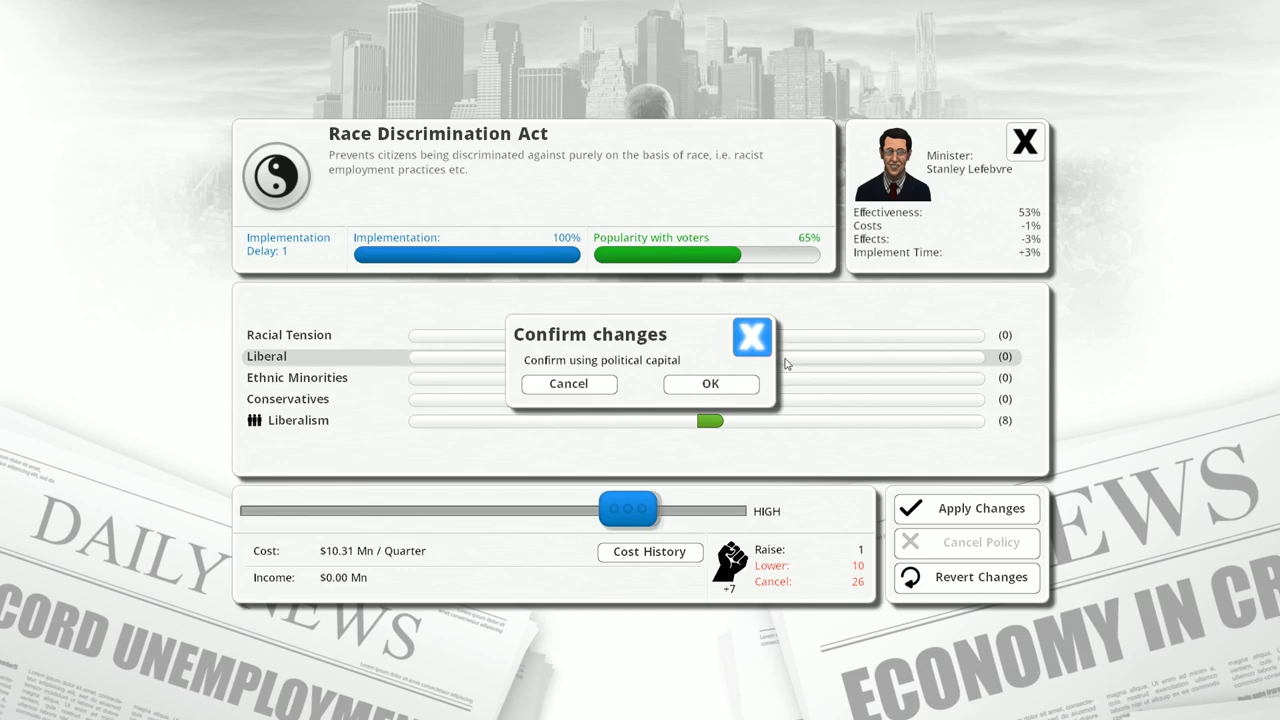 Race Discrimination Act
Prevents citizens being discriminated against purely on the basis of race, i.e. racist
employment practices etc.
Implementation
Delay: 1
Implementation: 100%
Popularity with voters 65%
X
Minister:
Stanley Lefebvre
Effectiveness: 53%
Costs -1%
Effects: -3%
Implement Time: +3%
Racial Tension (0)
Liberal (0)
Ethnic Minorities (0)
Conservatives (0)
Liberalism (8)
Confirm changes X
Confirm using political capital
Cancel OK
HIGH
Cost: $10.31 Mn / Quarter
Cost History
Income: $0.00 Mn
+7
Raise: 1
Lower: 10
Cancel: 26
Apply Changes
Cancel Policy
Revert Changes
DAILY NEWS
CORD UNEMPLOYME
EWS
ECONOMY IN CR